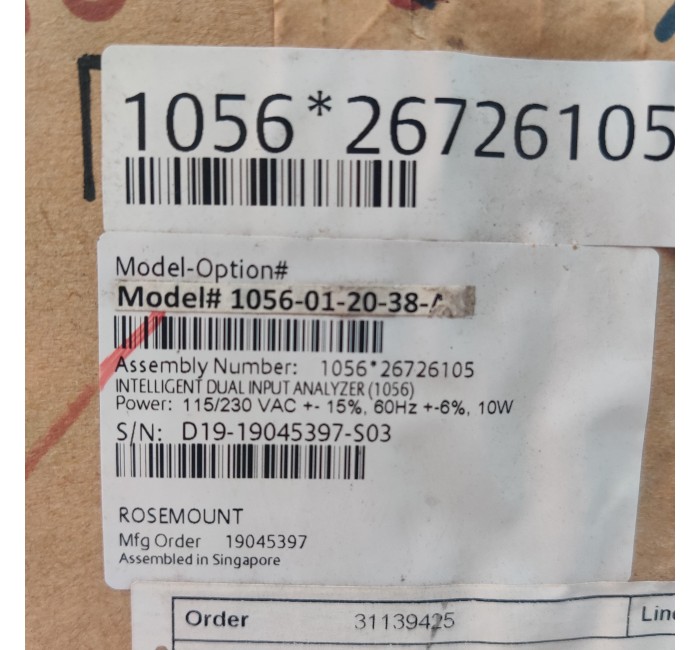 1056*26726105
Model-Option#
Model# 1056-01-20-38-
Assembly Number: 1056*26726105
INTELLIGENT DUAL INPUT ANALYZER (1056)
Power: 115/230 VAC +- 15%, 60Hz +-6%, 10W
S/N: D19-19045397-S03
ROSEMOUNT
Mfg Order 19045397
Assembled in Singapore
Order 31139425